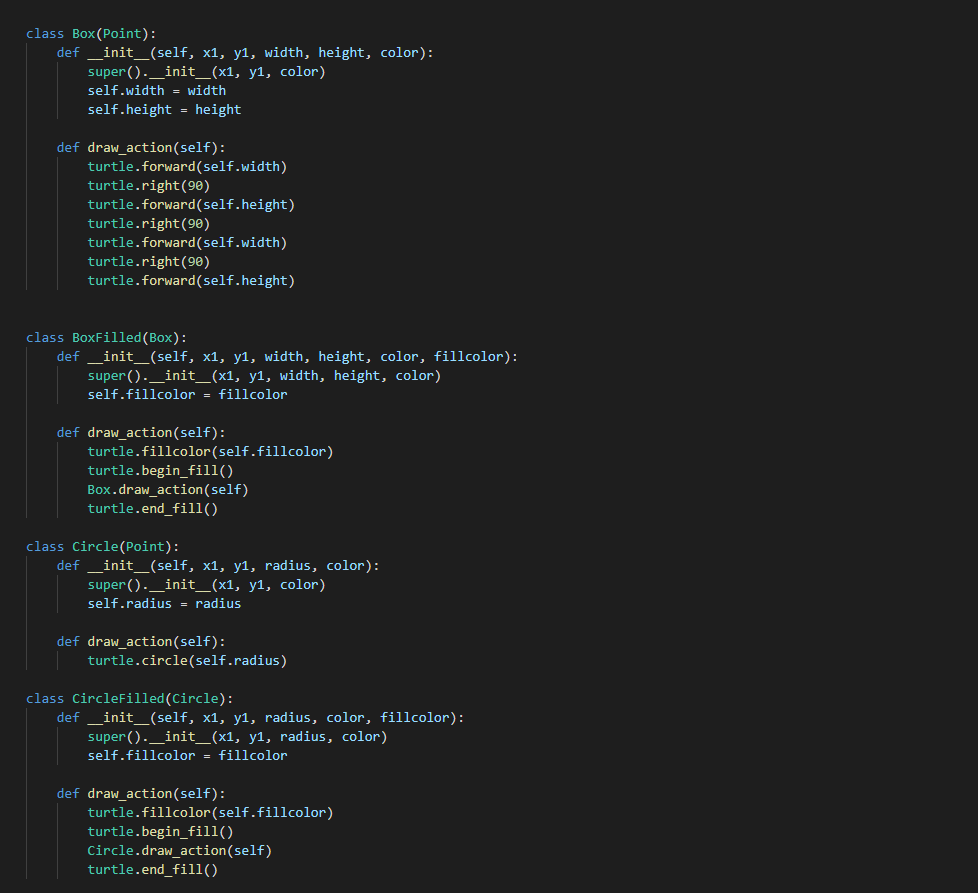 class Box(Point):
    def __init__(self, x1, y1, width, height, color):
        super().__init__(x1, y1, color)
        self.width = width
        self.height = height

    def draw_action(self):
        turtle.forward(self.width)
        turtle.right(90)
        turtle.forward(self.height)
        turtle.right(90)
        turtle.forward(self.width)
        turtle.right(90)
        turtle.forward(self.height)


class BoxFilled(Box):
    def __init__(self, x1, y1, width, height, color, fillcolor):
        super().__init__(x1, y1, width, height, color)
        self.fillcolor = fillcolor

    def draw_action(self):
        turtle.fillcolor(self.fillcolor)
        turtle.begin_fill()
        Box.draw_action(self)
        turtle.end_fill()

class Circle(Point):
    def __init__(self, x1, y1, radius, color):
        super().__init__(x1, y1, color)
        self.radius = radius

    def draw_action(self):
        turtle.circle(self.radius)

class CircleFilled(Circle):
    def __init__(self, x1, y1, radius, color, fillcolor):
        super().__init__(x1, y1, radius, color)
        self.fillcolor = fillcolor

    def draw_action(self):
        turtle.fillcolor(self.fillcolor)
        turtle.begin_fill()
        Circle.draw_action(self)
        turtle.end_fill()